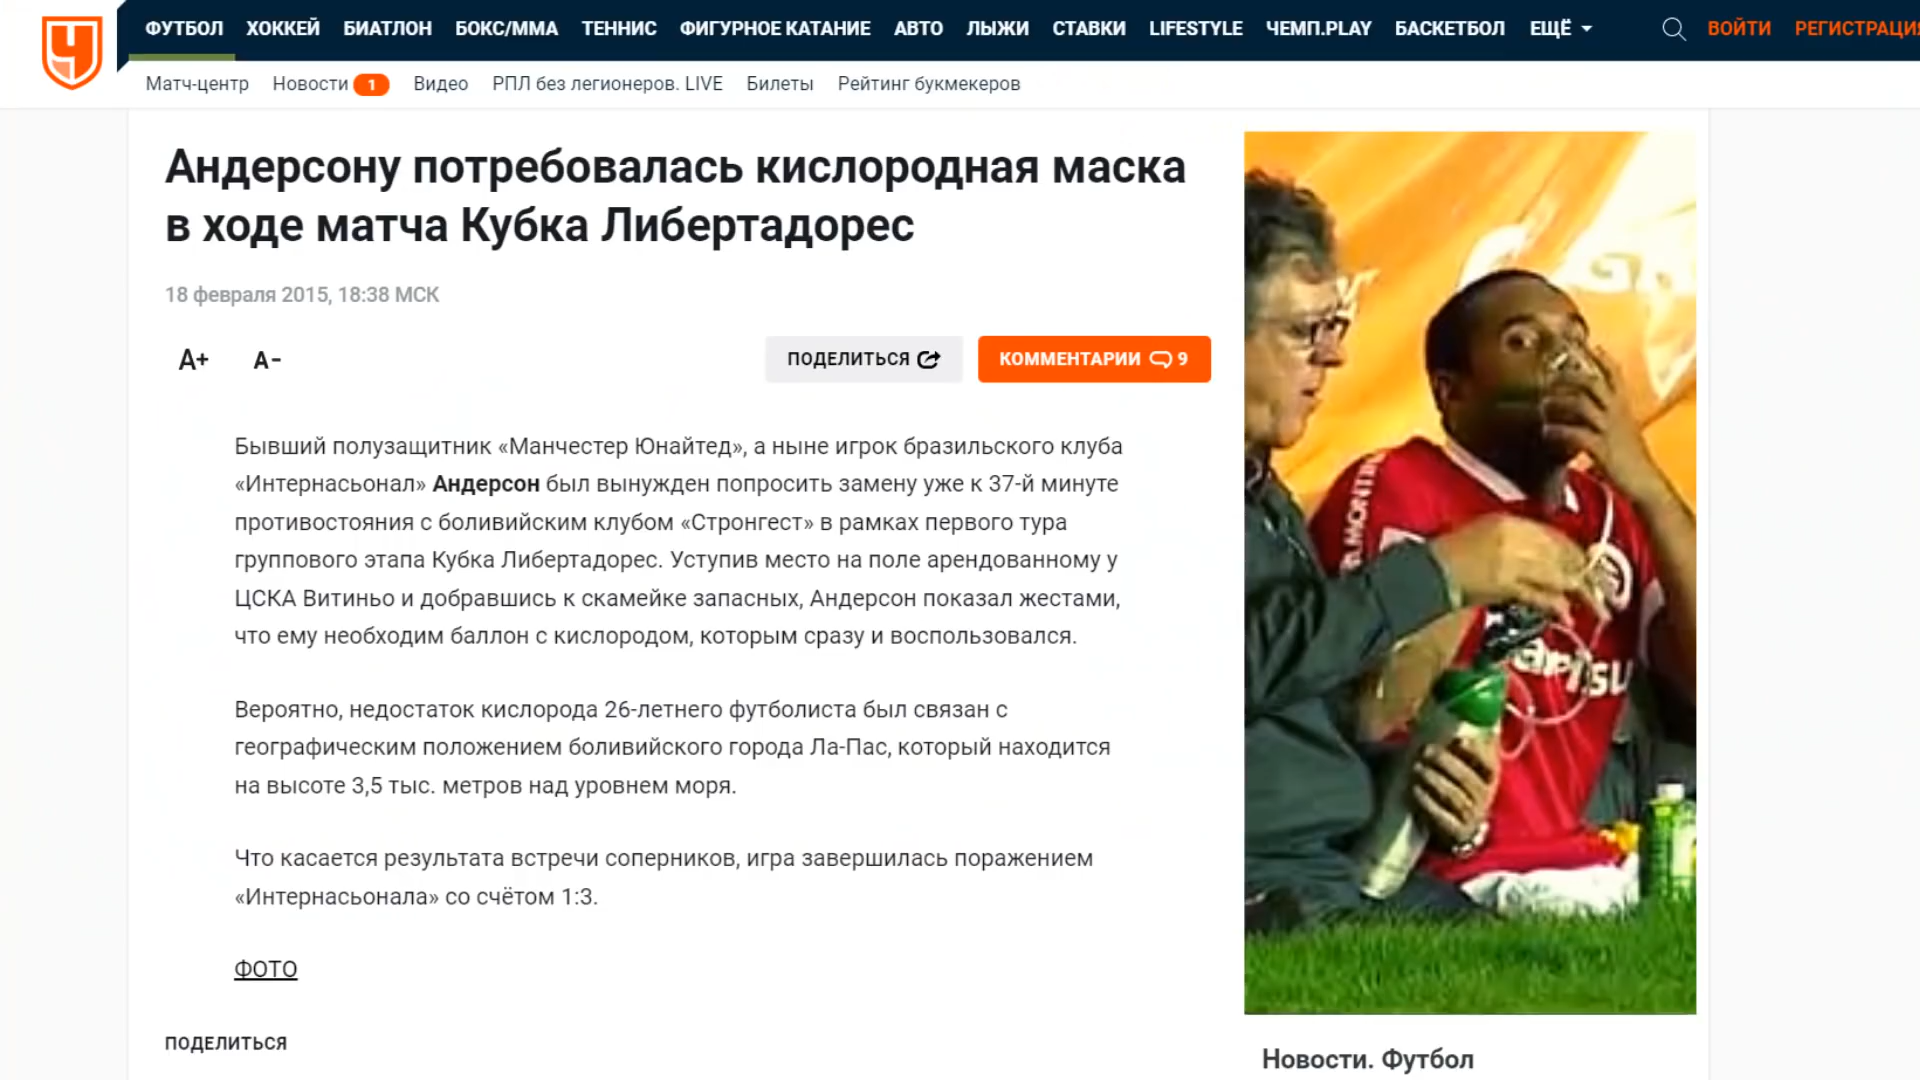 ФУТБОЛ ХОККЕЙ БИАТЛОН БОКС/ММА ТЕННИС ФИГУРНОЕ КАТАНИЕ АВТО ЛЫЖИ СТАВКИ LIFESTYLE ЧЕМП.PLAY БАСКЕТБОЛ ЕЩЁ ВОЙТИ РЕГИСТРАЦИ
Матч-центр Новости 1 Видео РПЛ без легионеров. LIVE Билеты Рейтинг букмекеров
Андерсону потребовалась кислородная маска
в ходе матча Кубка Либертадорес
18 февраля 2015, 18:38 МСК
A+ A-
ПОДЕЛИТЬСЯ КОММЕНТАРИИ 9
Бывший полузащитник «Манчестер Юнайтед», а ныне игрок бразильского клуба
«Интернасьонал» Андерсон был вынужден попросить замену уже к 37-й минуте
противостояния с боливийским клубом «Стронгест» в рамках первого тура
группового этапа Кубка Либертадорес. Уступив место на поле арендованному у
ЦСКА Витиньо и добравшись к скамейке запасных, Андерсон показал жестами,
что ему необходим баллон с кислородом, которым сразу и воспользовался.
Вероятно, недостаток кислорода 26-летнего футболиста был связан с
географическим положением боливийского города Ла-Пас, который находится
на высоте 3,5 тыс. метров над уровнем моря.
Что касается результата встречи соперников, игра завершилась поражением
«Интернасьонала» со счётом 1:3.
ФОТО
ПОДЕЛИТЬСЯ
Новости. Футбол